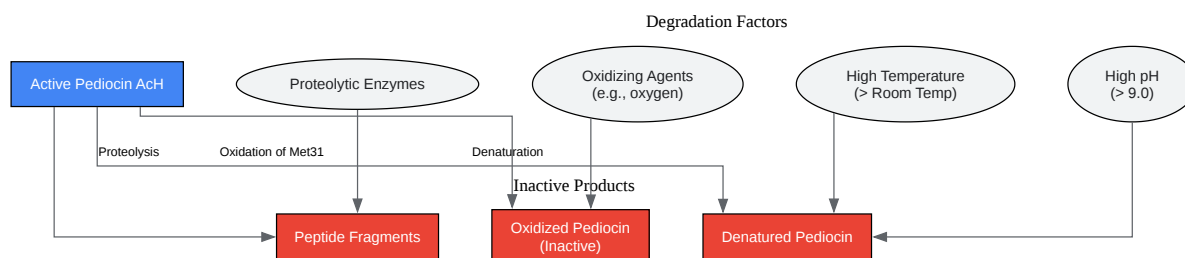 Degradation Factors
Active Pediocin AcH
Proteolytic Enzymes
Oxidizing Agents
(e.g., oxygen)
High Temperature
(> Room Temp)
High pH
(> 9.0)
Proteolysis
Oxidation of Met31
Denaturation
Inactive Products
Peptide Fragments
Oxidized Pediocin
(Inactive)
Denatured Pediocin